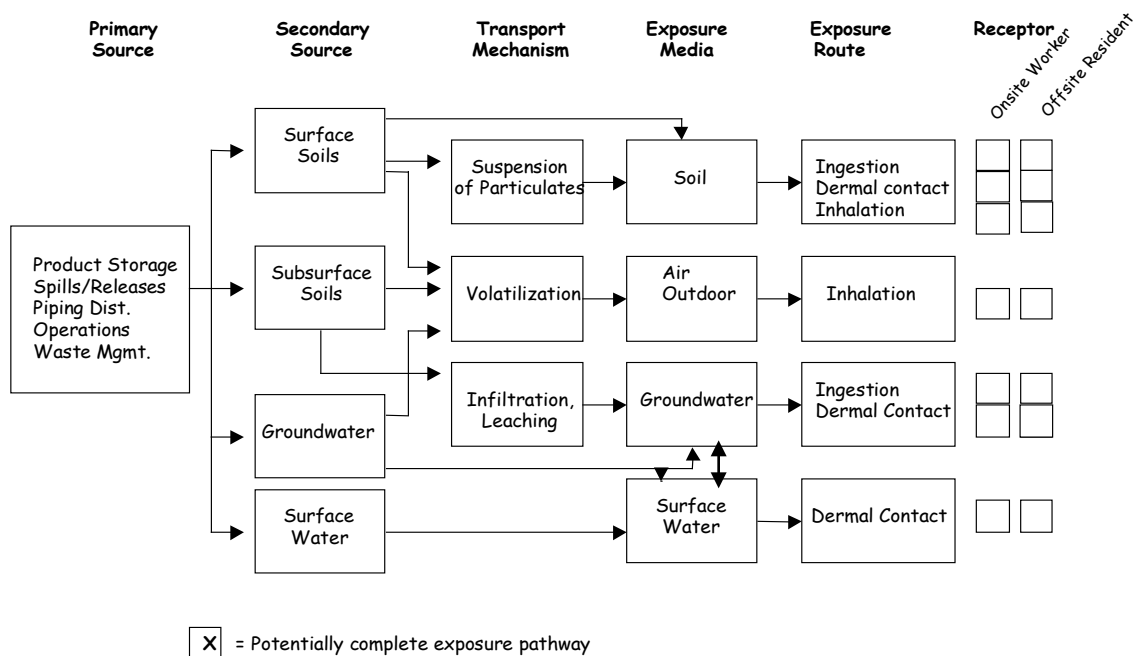 Primary
Source
Secondary
Source
Transport
Mechanism
Exposure
Media
Exposure
Route
Receptor
Onsite Worker
Offsite Resident
Product Storage
Spills/Releases
Piping Dist.
Operations
Waste Mgmt.
Surface
Soils
Subsurface
Soils
Groundwater
Surface
Water
Suspension
of Particulates
Volatilization
Infiltration,
Leaching
Soil
Air
Outdoor
Groundwater
Surface
Water
Ingestion
Dermal contact
Inhalation
Inhalation
Ingestion
Dermal Contact
Dermal Contact
X = Potentially complete exposure pathway